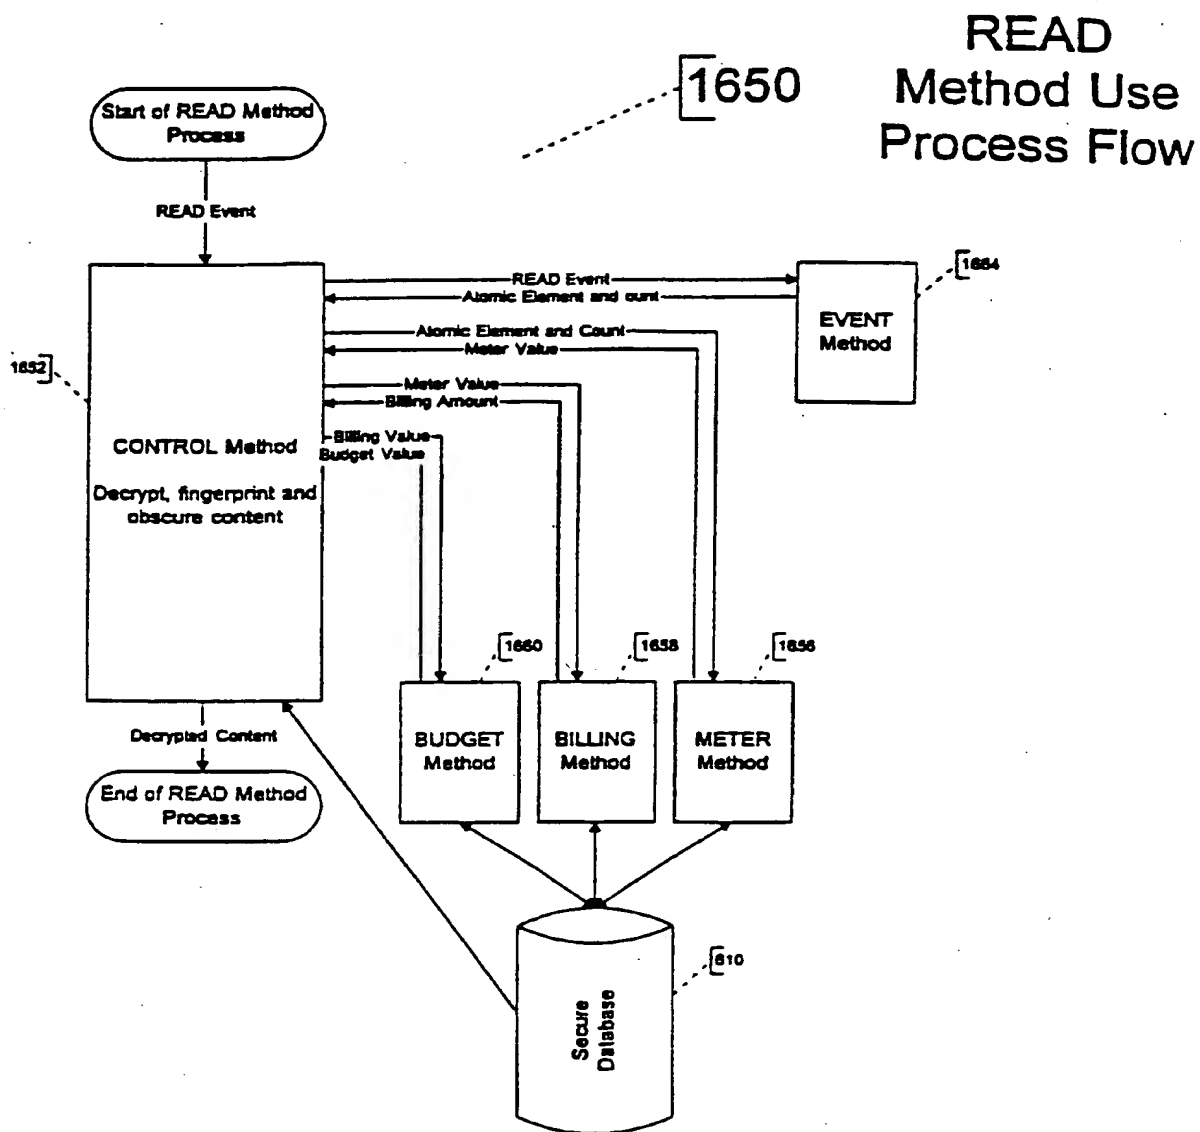 READ
Method Use
Process Flow
1650
Start of READ Method
Process
READ Event
READ Event
Atomic Element and ount
1664
EVENT
Method
Atomic Element and Count
Meter Value
1652
Meter Value
Billing Amount
Billing Value
Budget Value
CONTROL Method
Decrypt, fingerprint and
obscure content
1660
1658
1656
BUDGET
Method
BILLING
Method
METER
Method
Decrypted Content
End of READ Method
Process
610
Secure
Database